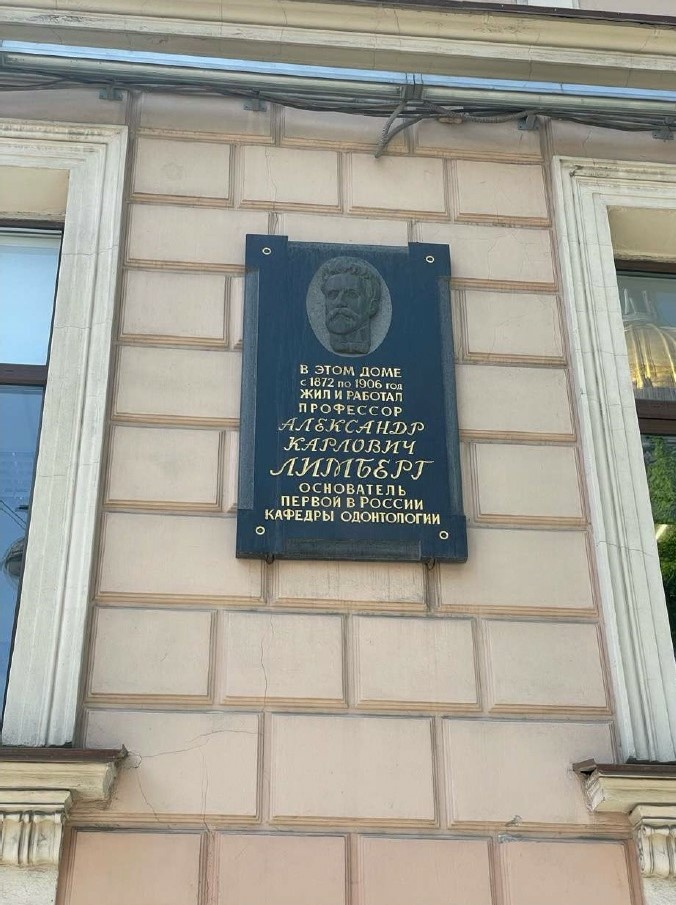 В ЭТОМ ДОМЕ
с 1872 по 1906 год
ЖИЛ И РАБОТАЛ
ПРОФЕССОР
АЛЕКСАНДР
КАРЛОВИЧ
ЛИМБЕРГ
ОСНОВАТЕЛЬ
ПЕРВОЙ В РОССИИ
КАФЕДРЫ ОДОНТОЛОГИИ